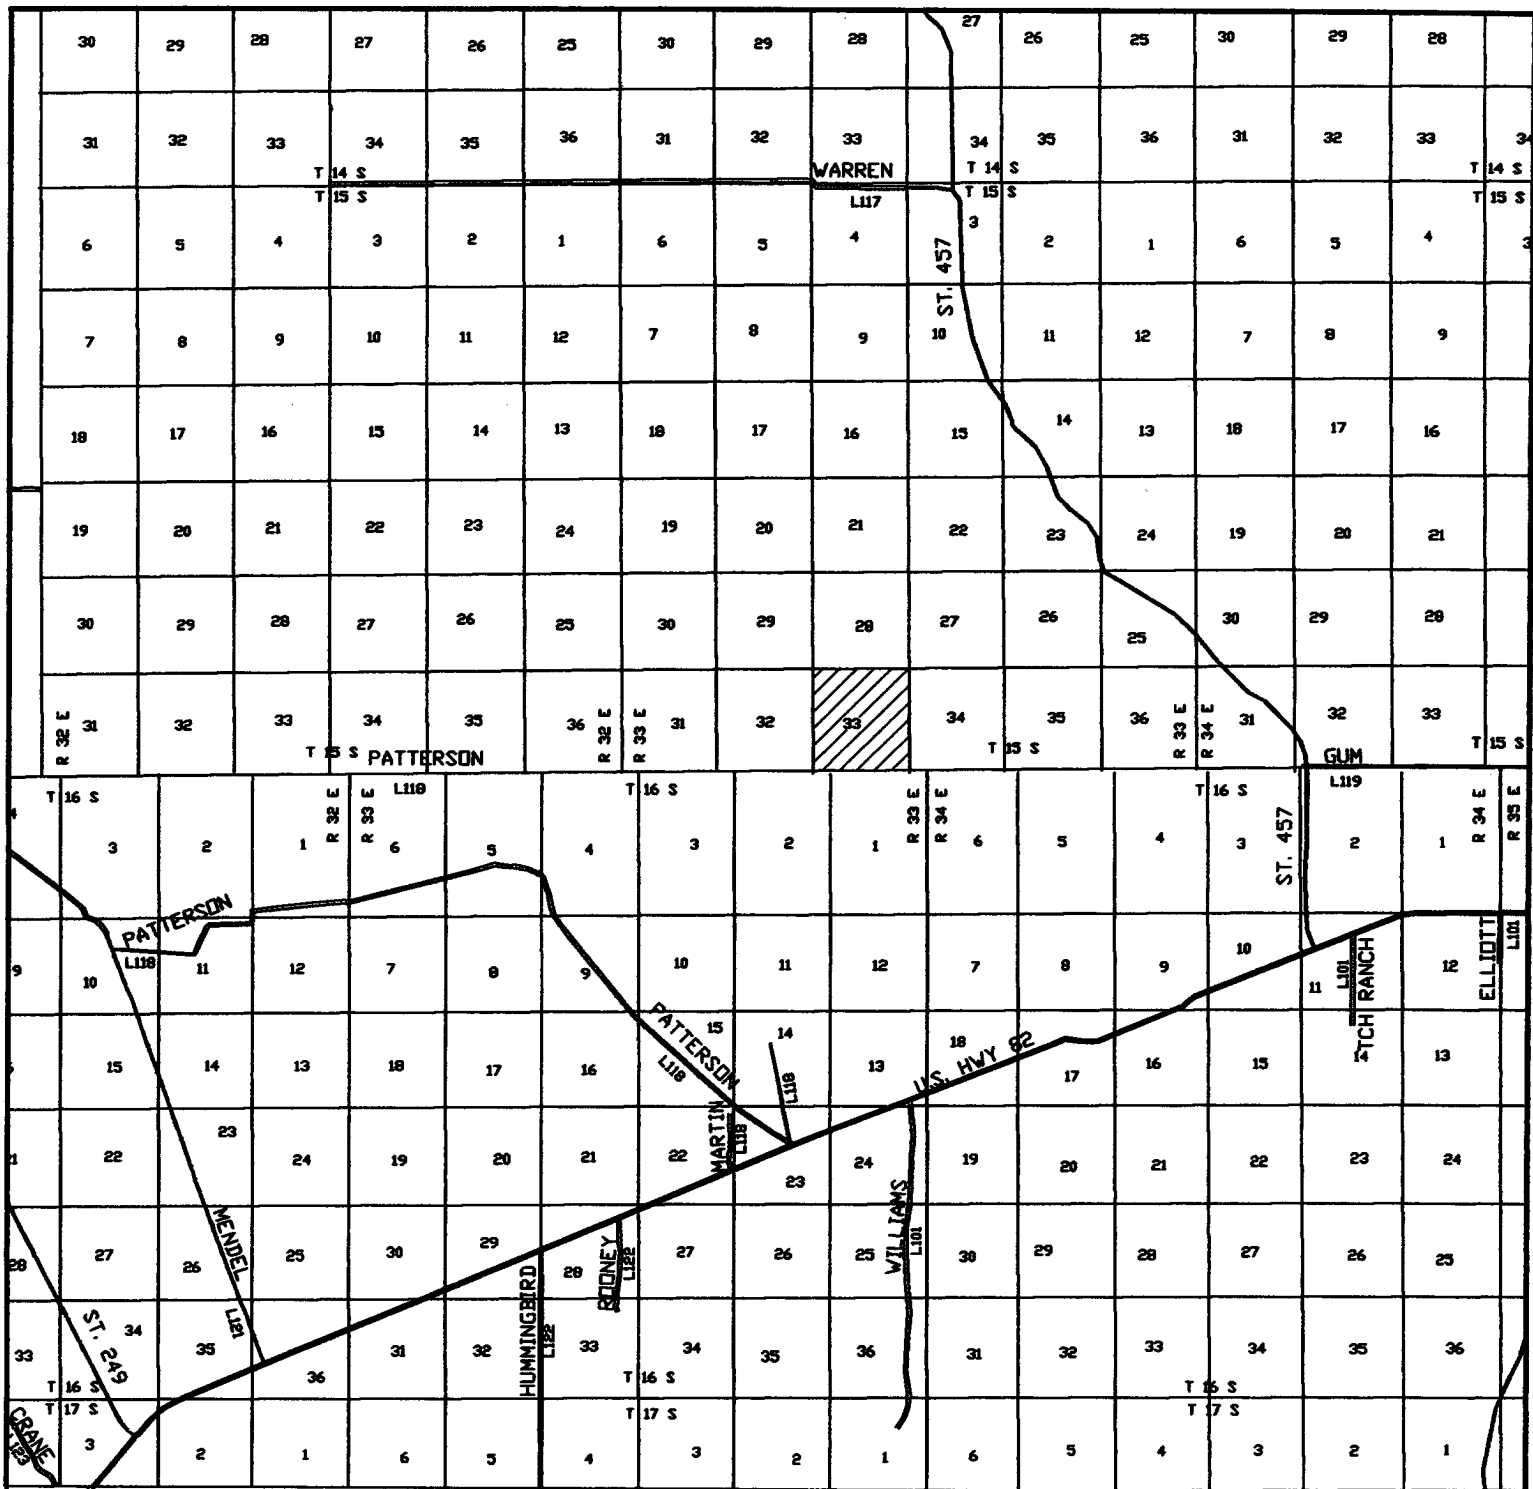 30 29 28 27 26 25 30 29 28 27 26 25 30 29 28
31 32 33 34 35 36 31 32 33 34 35 36 31 32 33 34
T 14 S WARREN T 14 S T 14 S
T 15 S L117 T 15 S T 15 S
6 5 4 3 2 1 6 5 4 3 2 1 6 5 4 3
ST. 457
7 8 9 10 11 12 7 8 9 10 11 12 7 8 9
18 17 16 15 14 13 18 17 16 15 14 13 18 17 16
19 20 21 22 23 24 19 20 21 22 23 24 19 20 21
30 29 28 27 26 25 30 29 28 27 26 25 30 29 28
R 32 E 31 32 33 34 35 36 R 32 E R 33 E 31 32 33 34 35 36 R 33 E R 34 E 31 32 33
T 15 S PATTERSON T 15 S GUM T 15 S
T 16 S L118 T 16 S T 16 S L119
R 32 E R 33 E R 33 E R 34 E ST. 457 R 34 E R 35 E
4 3 2 1 6 5 4 3 2 1 6 5 4 3 2 1
PATTERSON
L118
9 10 11 12 7 8 9 10 11 12 7 8 9 10 11 L101 TCH RANCH 12 ELLIOTT L101
PATTERSON
L118
15 14 13 18 17 16 15 14 L118 13 18 U.S. HWY 82 17 16 15 14 13
MARTIN L118
21 22 23 24 19 20 21 22 23 24 19 20 21 22 23 24
WILLIAMS L101
28 27 26 MENDEL L121 25 30 29 28 ROONEY L122 27 26 25 30 29 28 27 26 25
HUMMINGBIRD L122
33 ST. 249 34 35 36 31 32 33 34 35 36 31 32 33 34 35 36
T 16 S T 16 S T 16 S
T 17 S T 17 S T 17 S
CRANE L123
3 2 1 6 5 4 3 2 1 6 5 4 3 2 1